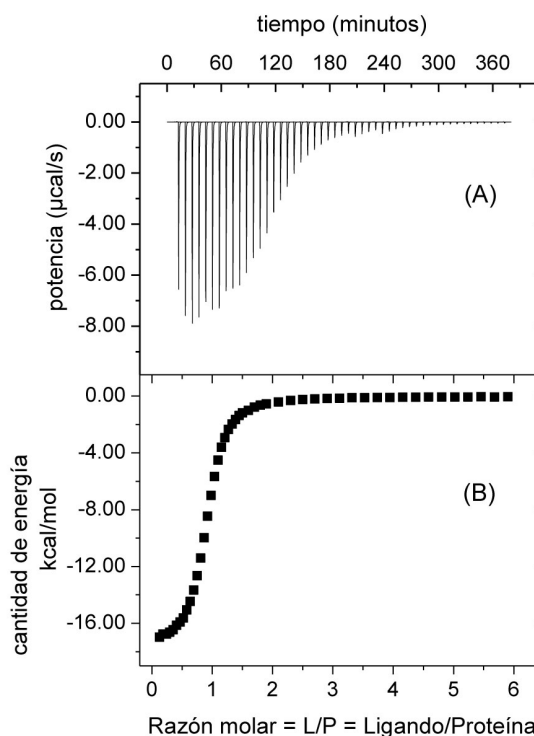 tiempo (minutos)
0 60 120 180 240 300 360
0.00
-2.00
-4.00
-6.00
-8.00
potencia (µcal/s)
(A)
0.00
-4.00
-8.00
-12.00
-16.00
cantidad de energía
kcal/mol
(B)
0 1 2 3 4 5 6
Razón molar = L/P = Ligando/Proteína